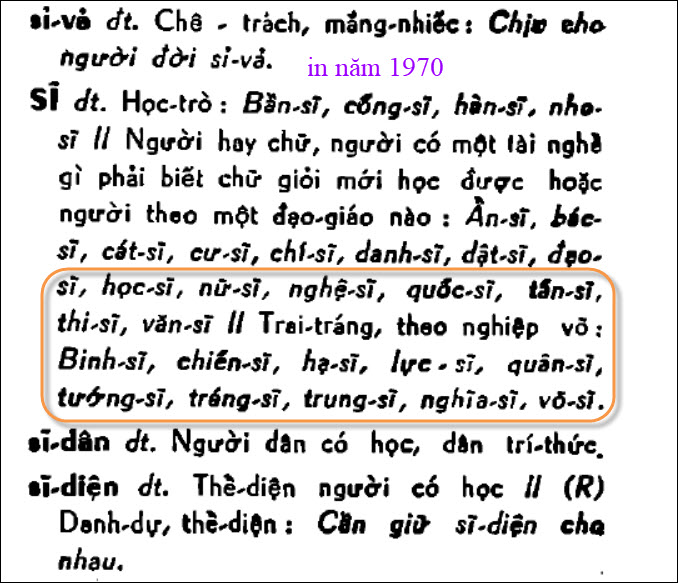 sỉ-vả đt. Chê - trách, mắng-nhiếc : Chịu cho
người đời sỉ-vả.
in năm 1970
SĨ dt. Học-trò : Bần-sĩ, cống-sĩ, hàn-sĩ, nho-
sĩ // Người hay chữ, người có một tài nghề
gì phải biết chữ giỏi mới học được hoặc
người theo một đạo-giáo nào : Ẩn-sĩ, bác-
sĩ, cát-sĩ, cư-sĩ, chí-sĩ, danh-sĩ, dật-sĩ, đạo-
sĩ, học-sĩ, nữ-sĩ, nghệ-sĩ, quốc-sĩ, tấn-sĩ,
thi-sĩ, văn-sĩ // Trai-tráng, theo nghiệp võ :
Binh-sĩ, chiến-sĩ, hạ-sĩ, lực - sĩ, quân-sĩ,
tướng-sĩ, tráng-sĩ, trung-sĩ, nghĩa-sĩ, võ-sĩ.
sĩ-dân dt. Người dân có học, dân trí-thức.
sĩ-diện dt. Thể-diện người có học // (R)
Danh-dự, thể-diện : Cần giữ sĩ-diện cho
nhau.